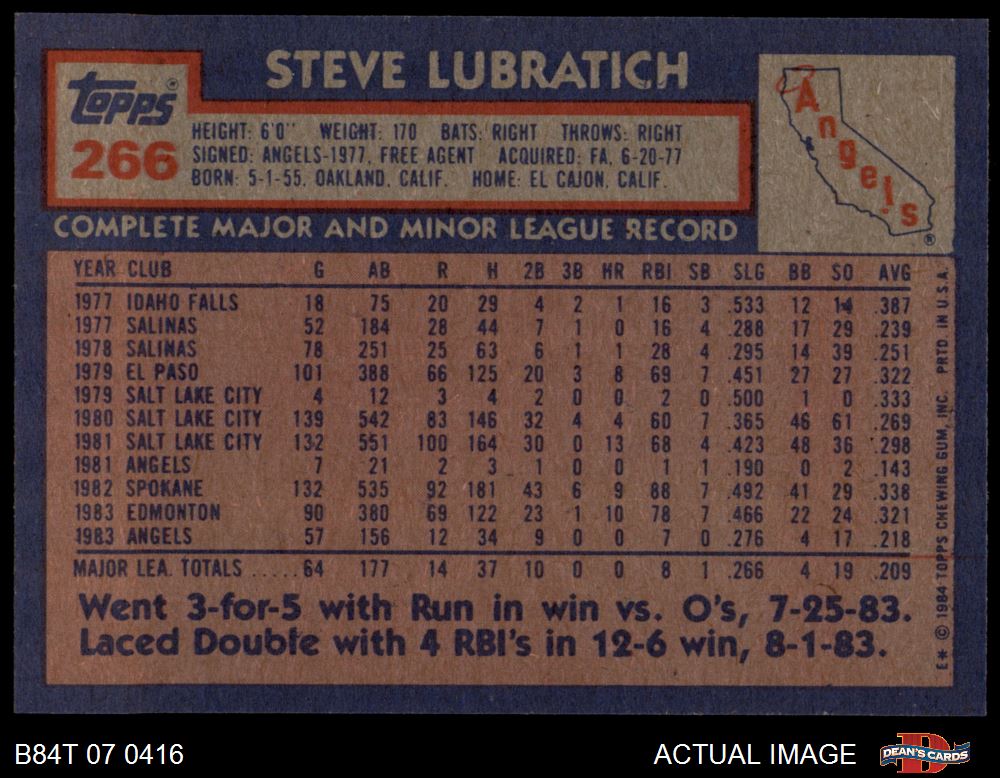 STEVE LUBRATICH
Topps®
266
HEIGHT: 6'0" WEIGHT: 170 BATS: RIGHT THROWS: RIGHT
SIGNED: ANGELS-1977, FREE AGENT ACQUIRED: FA, 6-20-77
BORN: 5-1-55, OAKLAND, CALIF. HOME: EL CAJON, CALIF.
Angels®
COMPLETE MAJOR AND MINOR LEAGUE RECORD
YEAR CLUB G AB R H 2B 3B HR RBI SB SLG BB SO AVG
1977 IDAHO FALLS 18 75 20 29 4 2 1 16 3 .533 12 14 .387
1977 SALINAS 52 184 28 44 7 1 0 16 4 .288 17 29 .239
1978 SALINAS 78 251 25 63 6 1 1 28 4 .295 14 39 .251
1979 EL PASO 101 388 66 125 20 3 8 69 7 .451 27 27 .322
1979 SALT LAKE CITY 4 12 3 4 2 0 0 2 0 .500 1 0 .333
1980 SALT LAKE CITY 139 542 83 146 32 4 4 60 7 .365 46 61 .269
1981 SALT LAKE CITY 132 551 100 164 30 0 13 68 4 .423 48 36 .298
1981 ANGELS 7 21 2 3 1 0 0 1 1 .190 0 2 .143
1982 SPOKANE 132 535 92 181 43 6 9 88 7 .492 41 29 .338
1983 EDMONTON 90 380 69 122 23 1 10 78 7 .466 22 24 .321
1983 ANGELS 57 156 12 34 9 0 0 7 0 .276 4 17 .218
MAJOR LEA. TOTALS ..... 64 177 14 37 10 0 0 8 1 .266 4 19 .209
Went 3-for-5 with Run in win vs. O's, 7-25-83.
Laced Double with 4 RBI's in 12-6 win, 8-1-83.
E* © 1984 TOPPS CHEWING GUM, INC. PRTD. IN U.S.A.
B84T 07 0416
ACTUAL IMAGE
DEAN'S CARDS